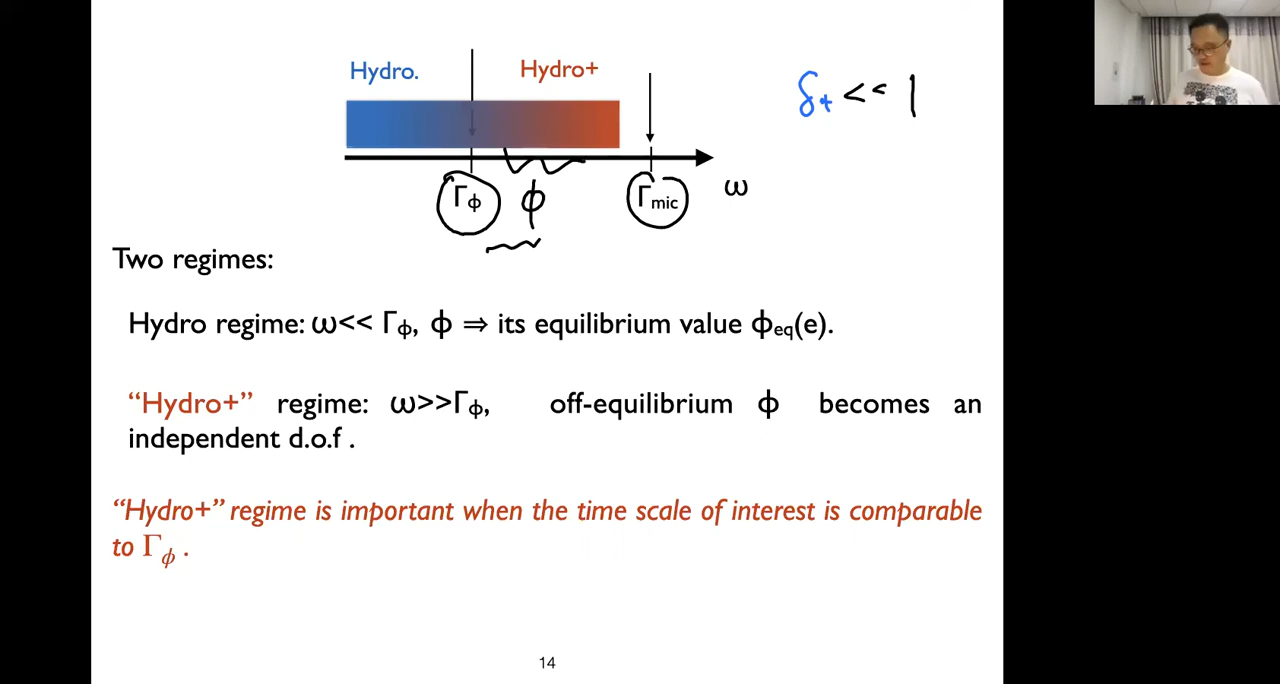 Hydro. Hydro+
δ+ << 1
Γϕ ϕ Γmic ω
Two regimes:
Hydro regime: ω<< Γϕ, ϕ ⇒ its equilibrium value ϕeq(e).
“Hydro+” regime: ω>>Γϕ, off-equilibrium ϕ becomes an
independent d.o.f .
“Hydro+” regime is important when the time scale of interest is comparable
to Γϕ .
14